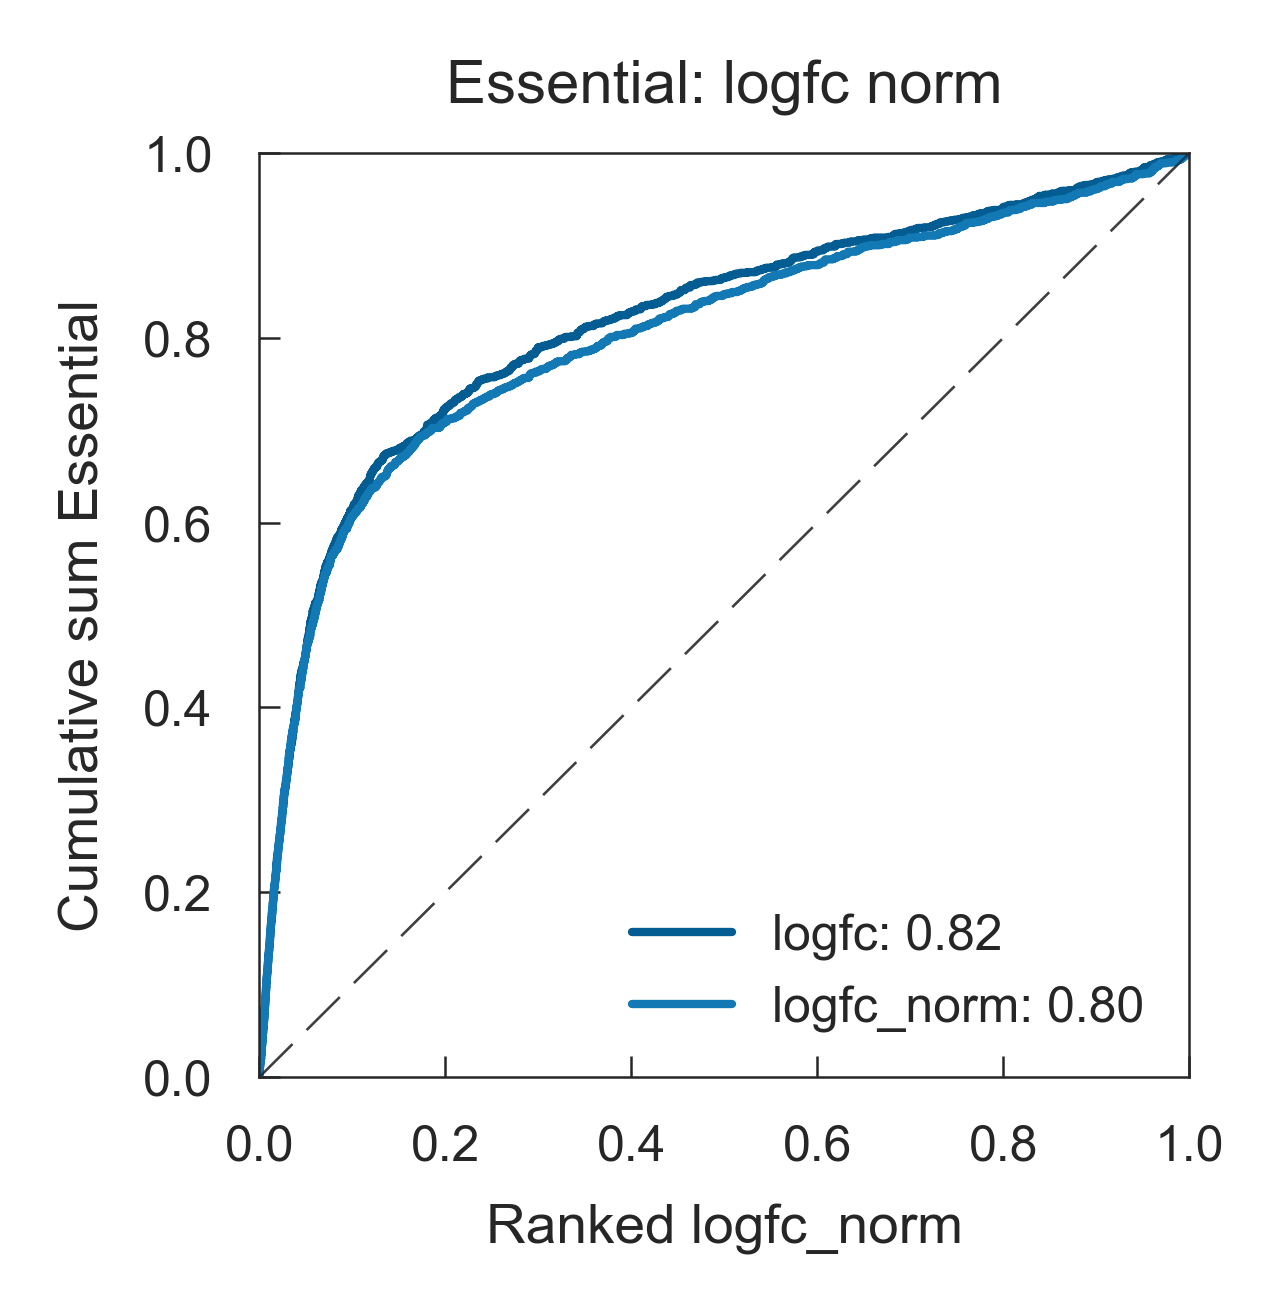 Essential: logfc norm
Cumulative sum Essential
1.0
0.8
0.6
0.4
0.2
0.0
logfc: 0.82
logfc_norm: 0.80
0.0 0.2 0.4 0.6 0.8 1.0
Ranked logfc_norm